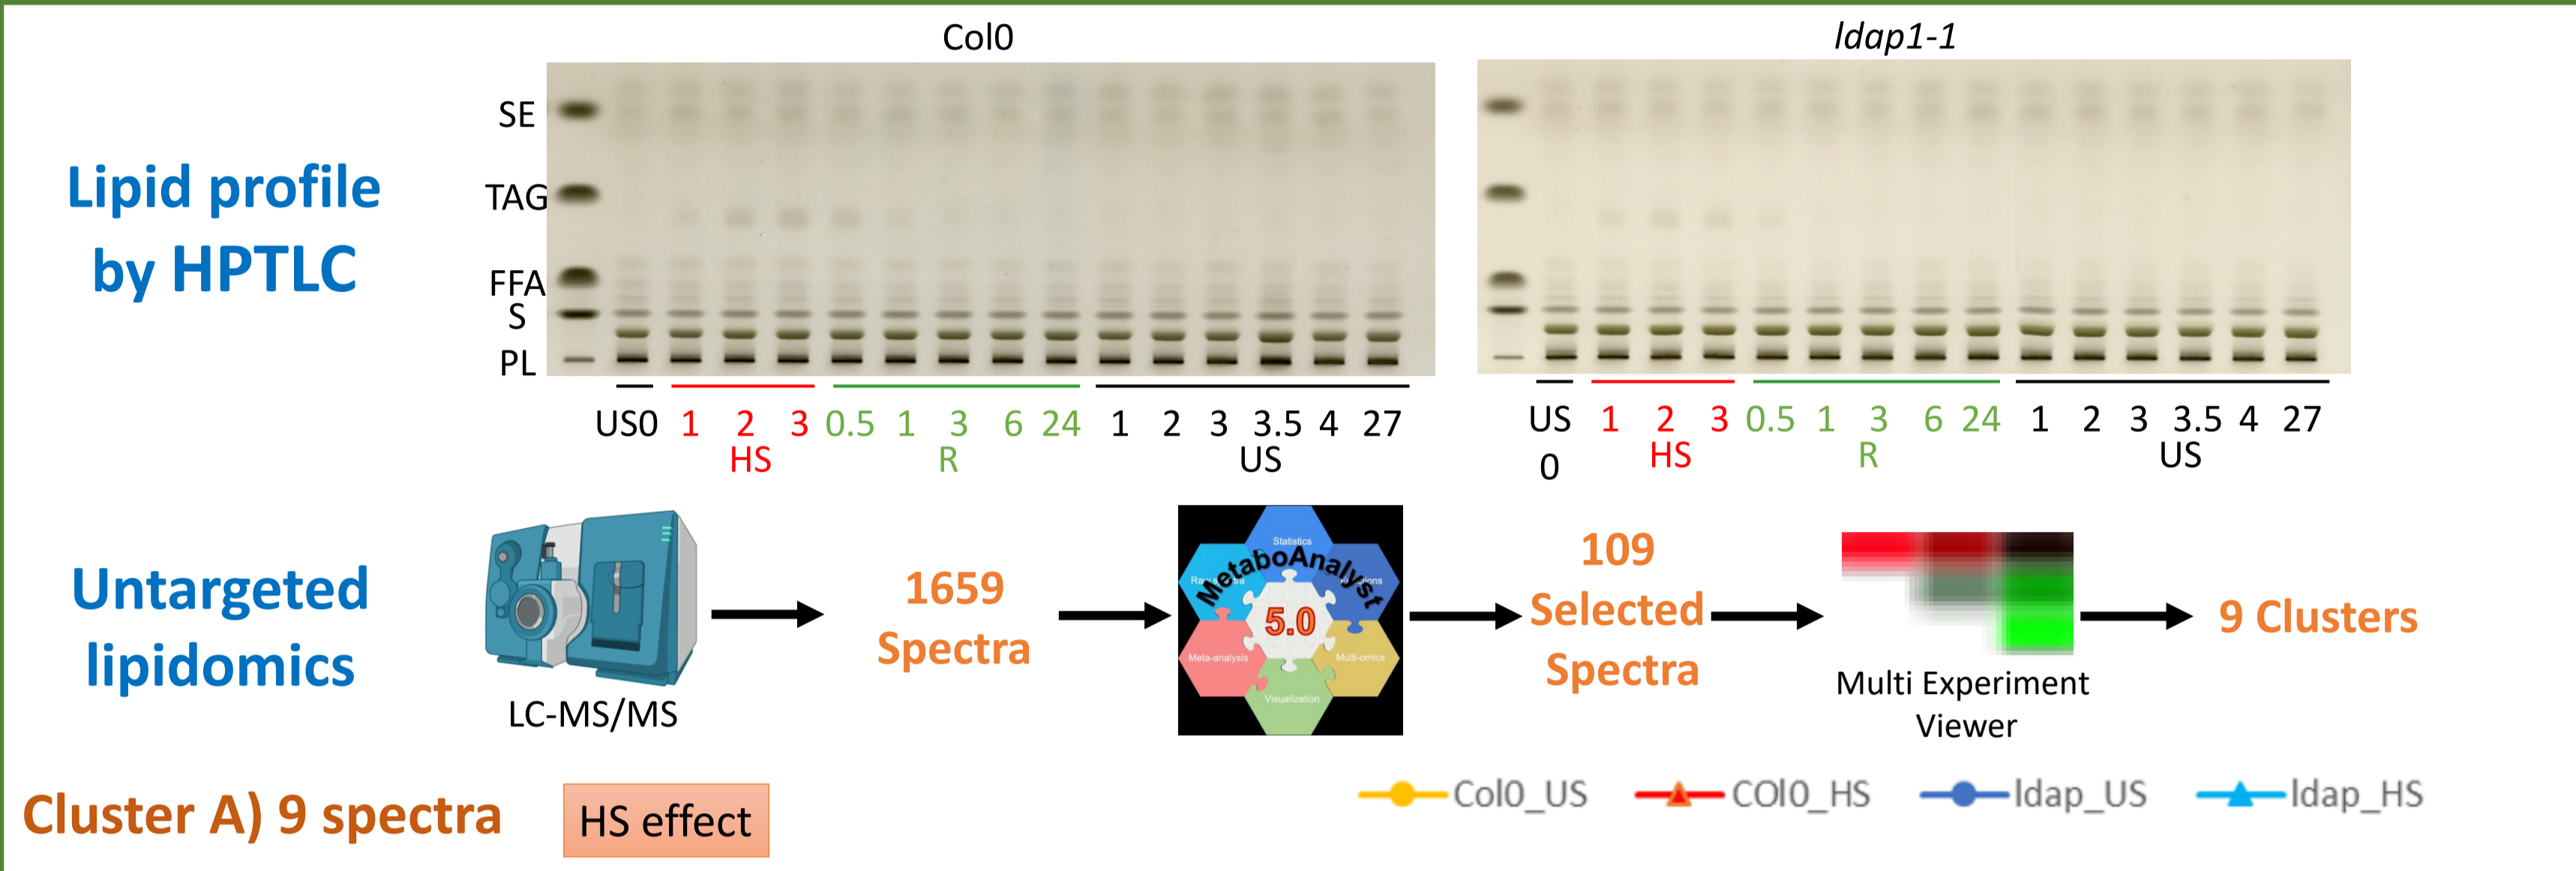 Col0
ldap1-1
Lipid profile
by HPTLC
SE
TAG
FFA
S
PL
US0 1 2 3 0.5 1 3 6 24 1 2 3 3.5 4 27
HS R US
US 1 2 3 0.5 1 3 6 24 1 2 3 3.5 4 27
0 HS R US
Untargeted
lipidomics
LC-MS/MS
1659
Spectra
Statistics
MetaboAnalyst
5.0
Meta-analysis
Multi-omics
Visualization
109
Selected
Spectra
Multi Experiment
Viewer
9 Clusters
Cluster A) 9 spectra
HS effect
Col0_US COl0_HS ldap_US ldap_HS